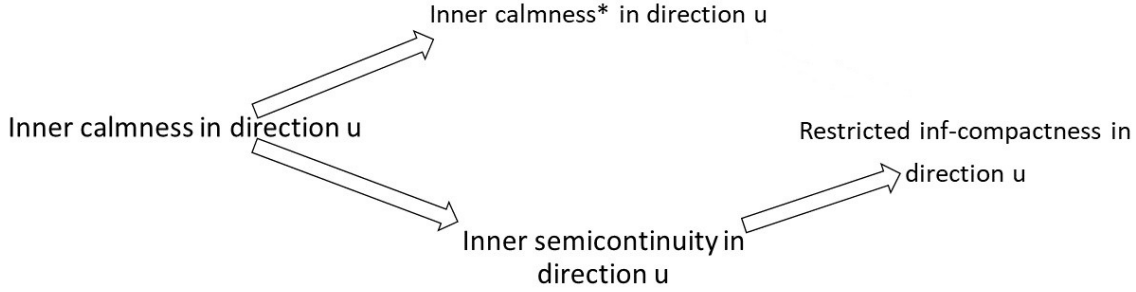 Inner calmness* in direction u
Inner calmness in direction u
Restricted inf-compactness in
direction u
Inner semicontinuity in
direction u